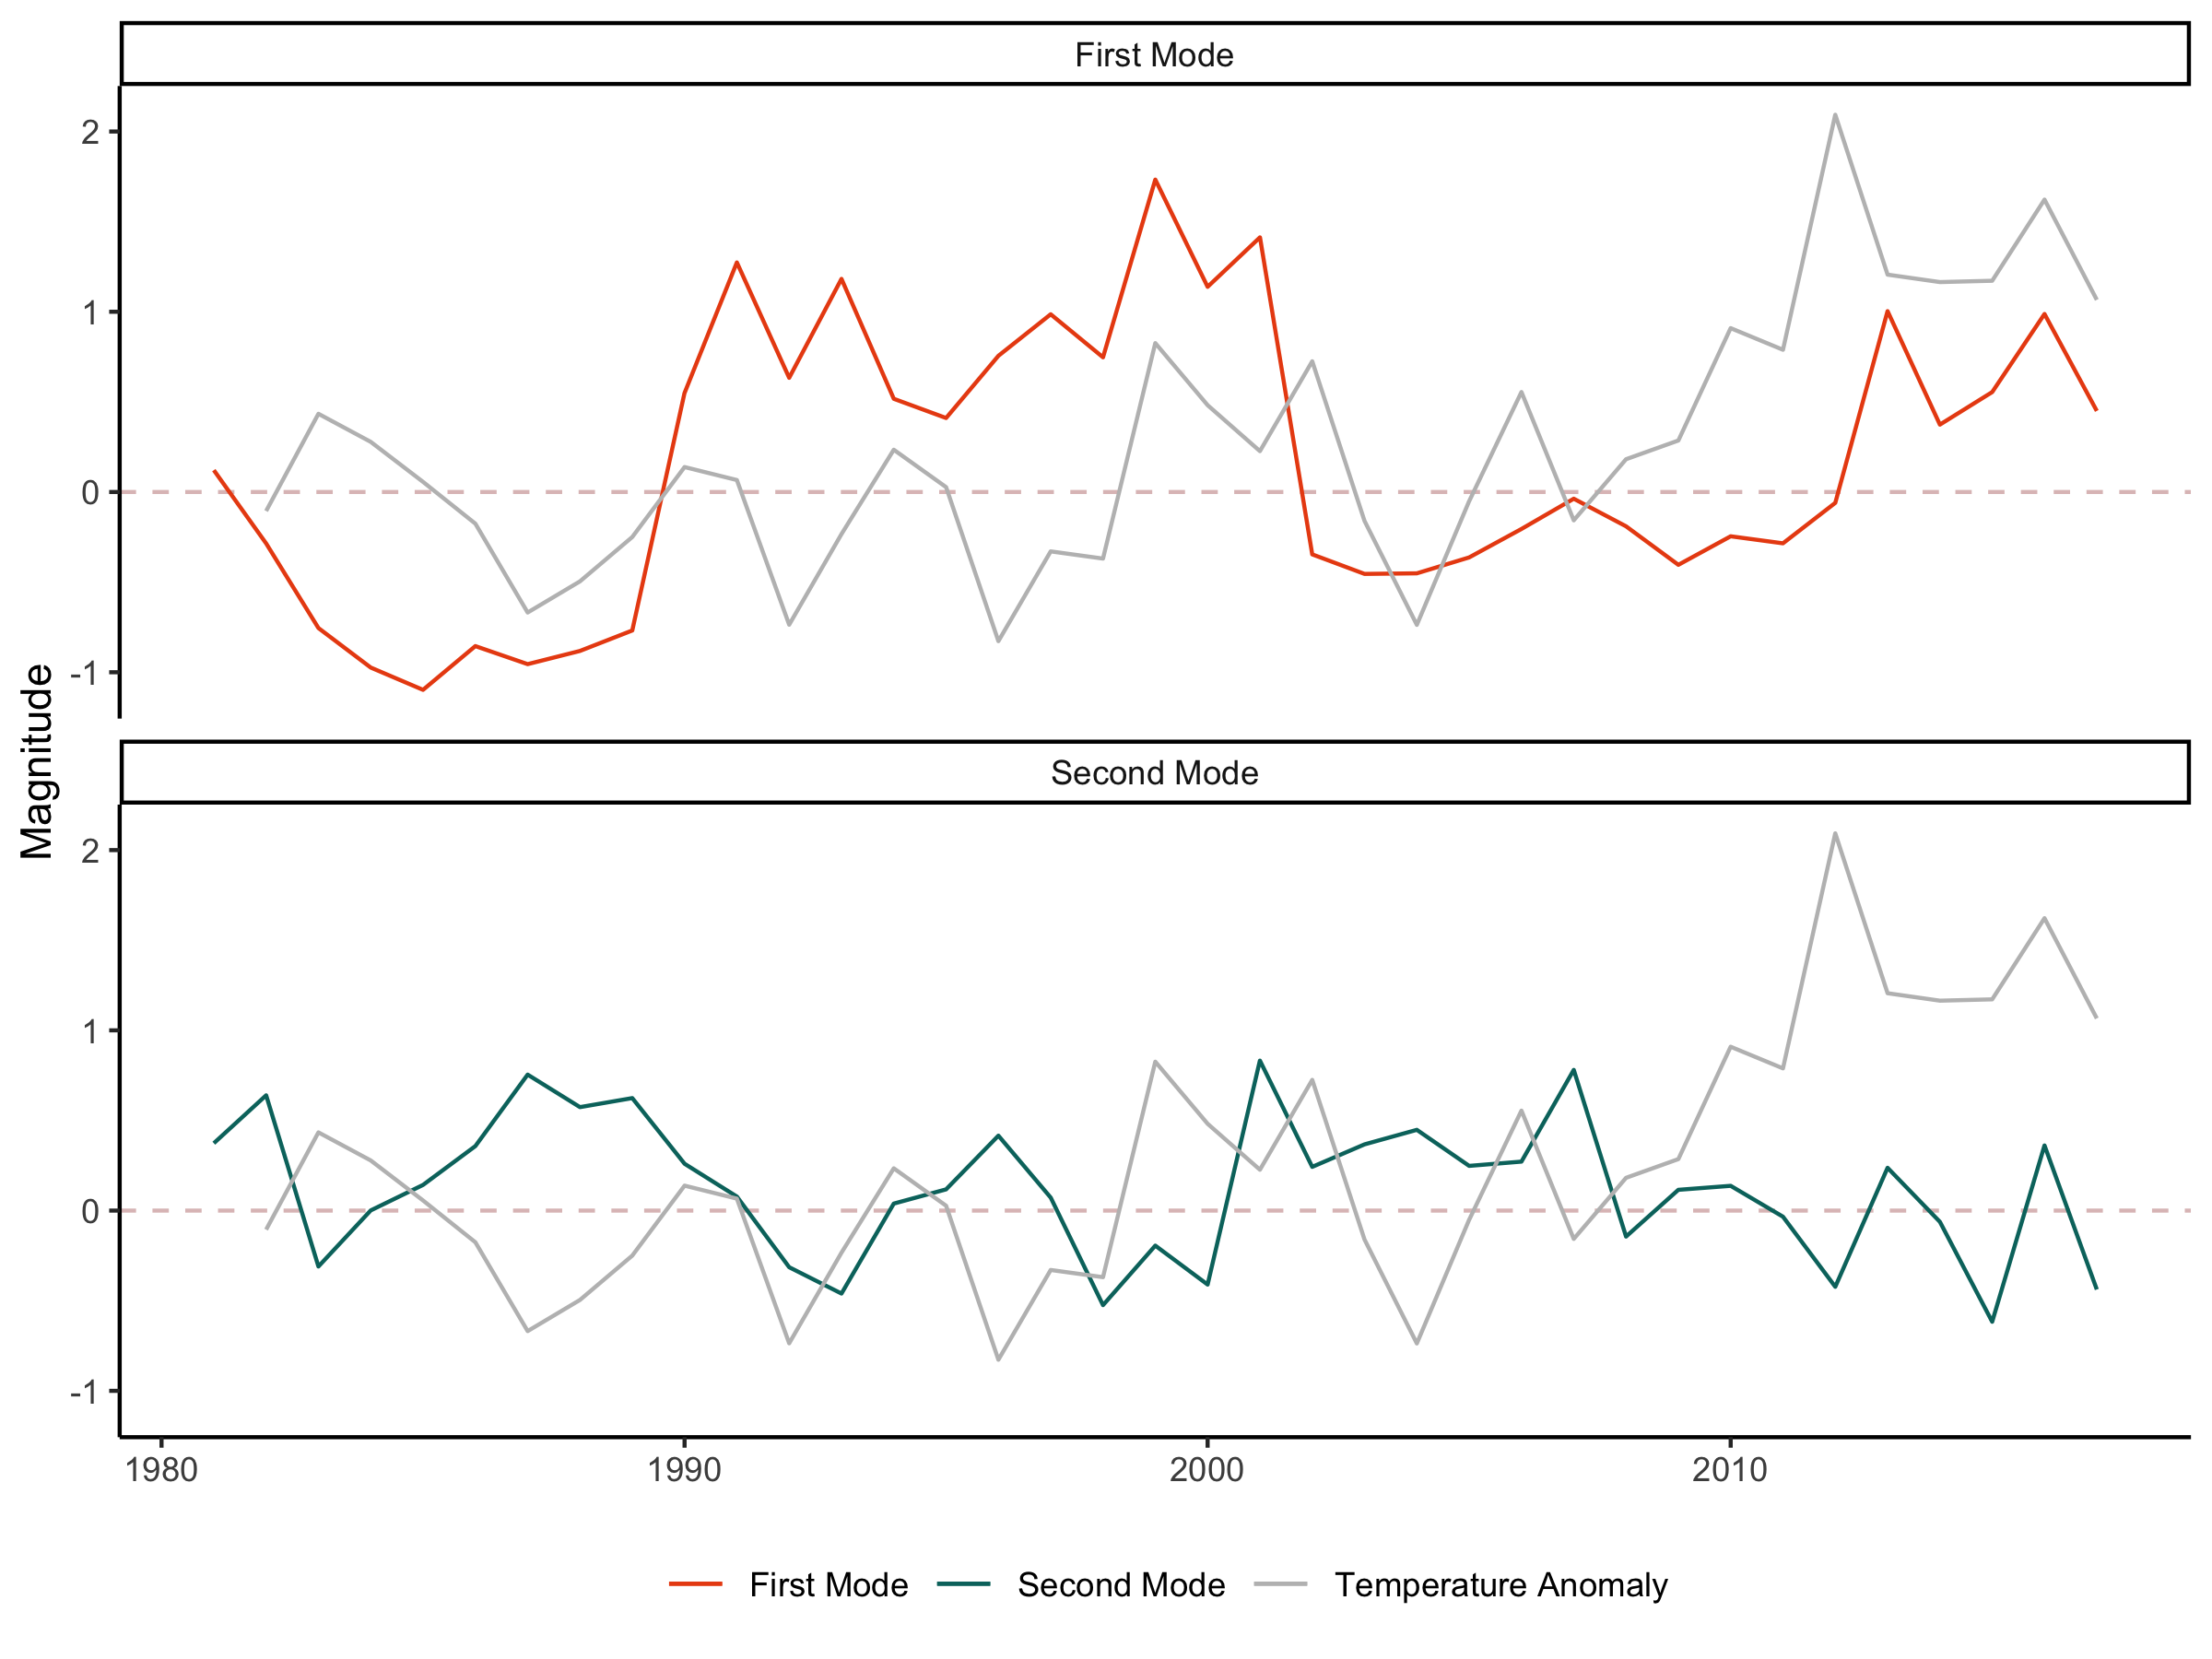 First Mode
2
1
0
-1
Magnitude
Second Mode
2
1
0
-1
1980 1990 2000 2010
First Mode Second Mode Temperature Anomaly